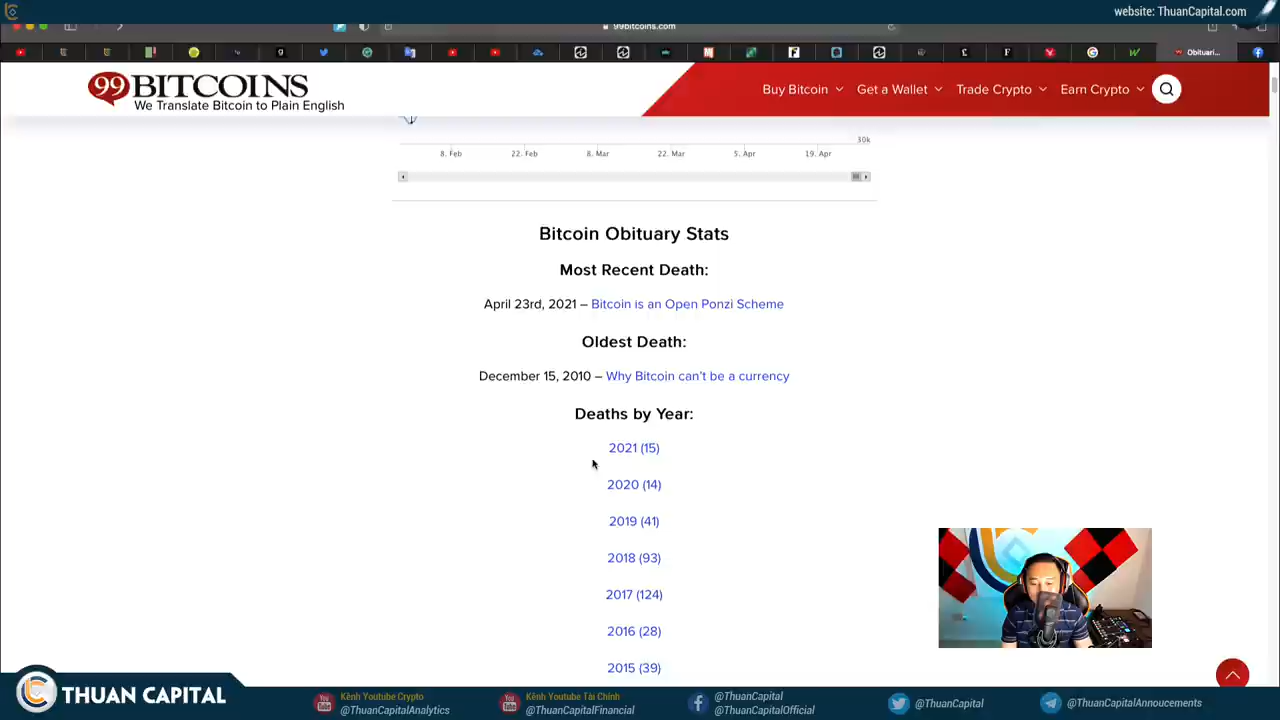 website: ThuanCapital.com
99bitcoins.com
Obituari...
99 BITCOINS
We Translate Bitcoin to Plain English
Buy Bitcoin
Get a Wallet
Trade Crypto
Earn Crypto
30k
8. Feb
22. Feb
8. Mar
22. Mar
5. Apr
19. Apr
Bitcoin Obituary Stats
Most Recent Death:
April 23rd, 2021 – Bitcoin is an Open Ponzi Scheme
Oldest Death:
December 15, 2010 – Why Bitcoin can't be a currency
Deaths by Year:
2021 (15)
2020 (14)
2019 (41)
2018 (93)
2017 (124)
2016 (28)
2015 (39)
THUAN CAPITAL
Kênh Youtube Crypto
@ThuanCapitalAnalytics
Kênh Youtube Tài Chính
@ThuanCapitalFinancial
@ThuanCapital
@ThuanCapitalOfficial
@ThuanCapital
@ThuanCapitalAnnoucements